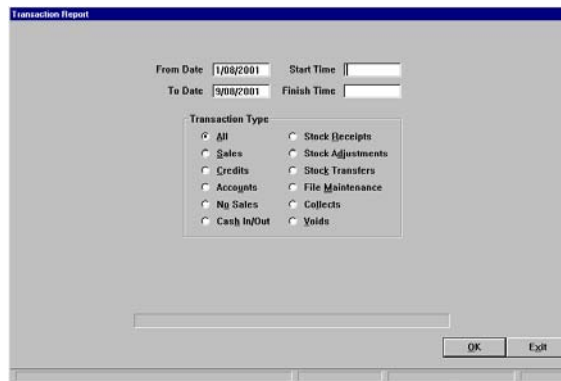 Transaction Report
From Date 1/08/2001 Start Time
To Date 9/08/2001 Finish Time
Transaction Type
All Stock Receipts
Sales Stock Adjustments
Credits Stock Transfers
Accounts File Maintenance
No Sales Collects
Cash In/Out Voids
OK Exit